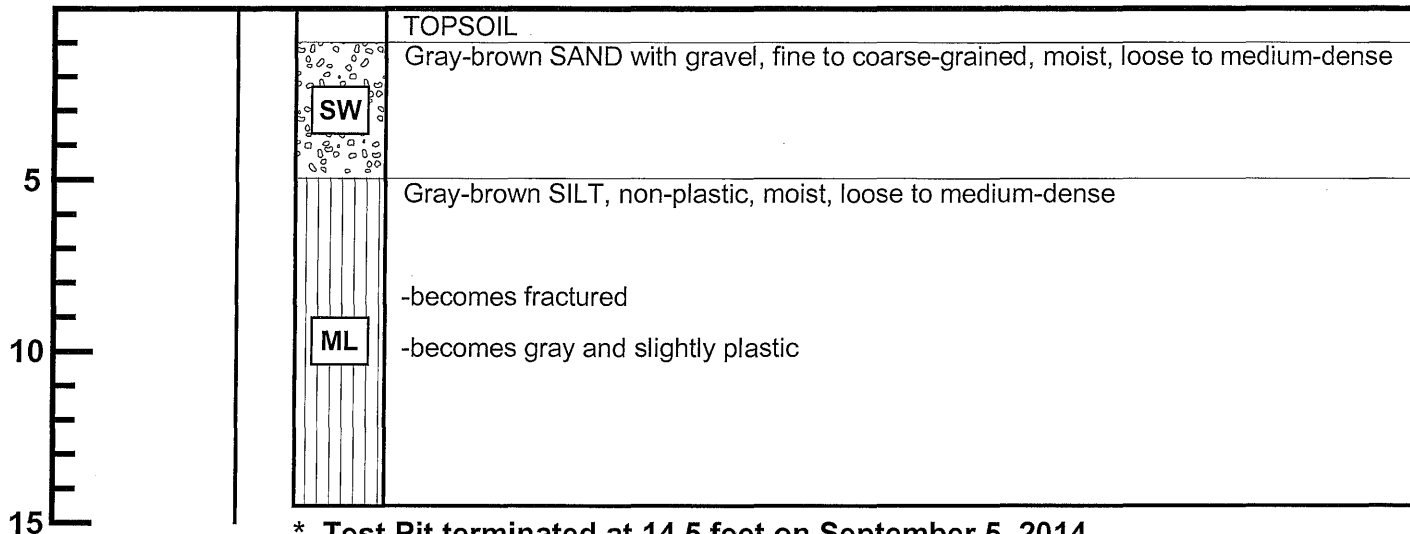 TOPSOIL
Gray-brown SAND with gravel, fine to coarse-grained, moist, loose to medium-dense
SW
5
Gray-brown SILT, non-plastic, moist, loose to medium-dense
-becomes fractured
ML
10
-becomes gray and slightly plastic
15
* Test Pit terminated at 14.5 feet on September 5, 2014